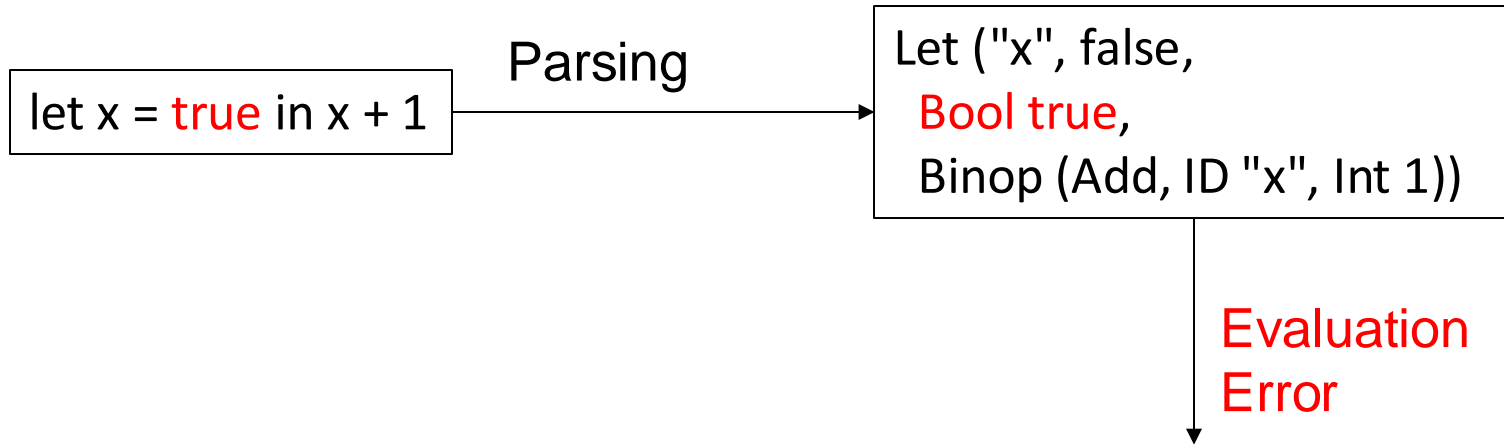 let x = true in x + 1
Parsing
Let ("x", false,
Bool true,
Binop (Add, ID "x", Int 1))
Evaluation
Error